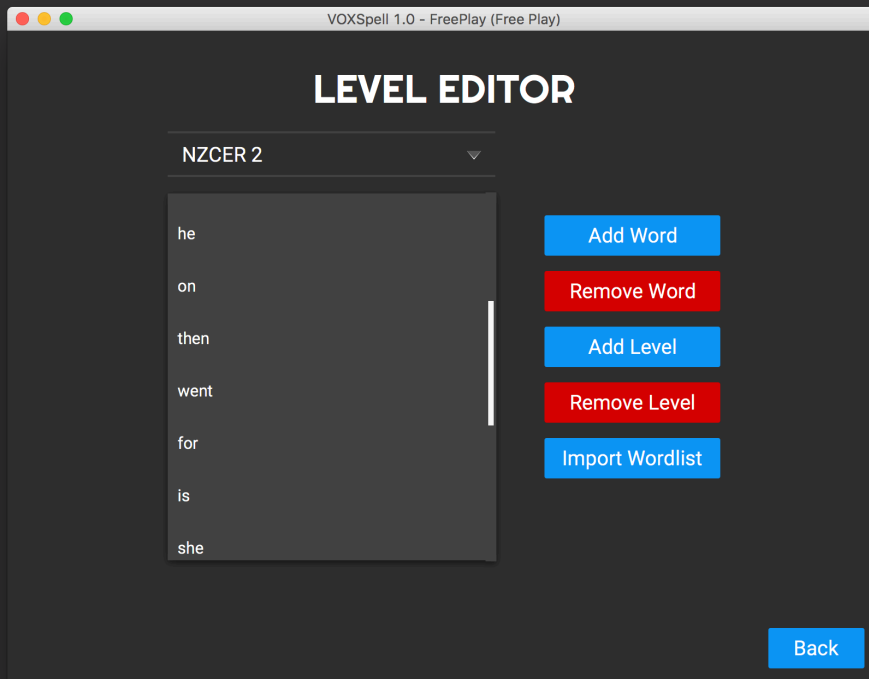 VOXSpell 1.0 - FreePlay (Free Play)
LEVEL EDITOR
NZCER 2
he
on
then
went
for
is
she
Add Word
Remove Word
Add Level
Remove Level
Import Wordlist
Back